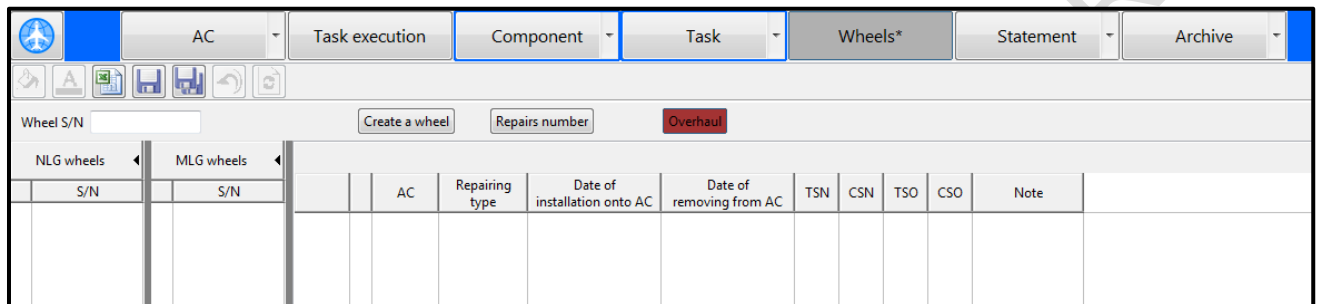 AC Task execution Component Task Wheels* Statement Archive
A
Wheel S/N Create a wheel Repairs number Overhaul
NLG wheels MLG wheels
S/N S/N AC Repairing type Date of installation onto AC Date of removing from AC TSN CSN TSO CSO Note